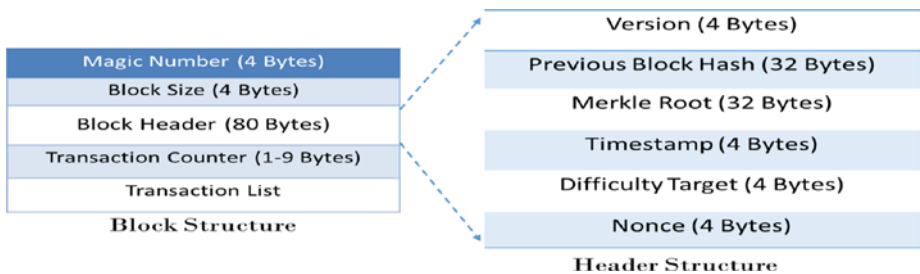 Magic Number (4 Bytes)
Block Size (4 Bytes)
Block Header (80 Bytes)
Transaction Counter (1-9 Bytes)
Transaction List
Block Structure
Version (4 Bytes)
Previous Block Hash (32 Bytes)
Merkle Root (32 Bytes)
Timestamp (4 Bytes)
Difficulty Target (4 Bytes)
Nonce (4 Bytes)
Header Structure